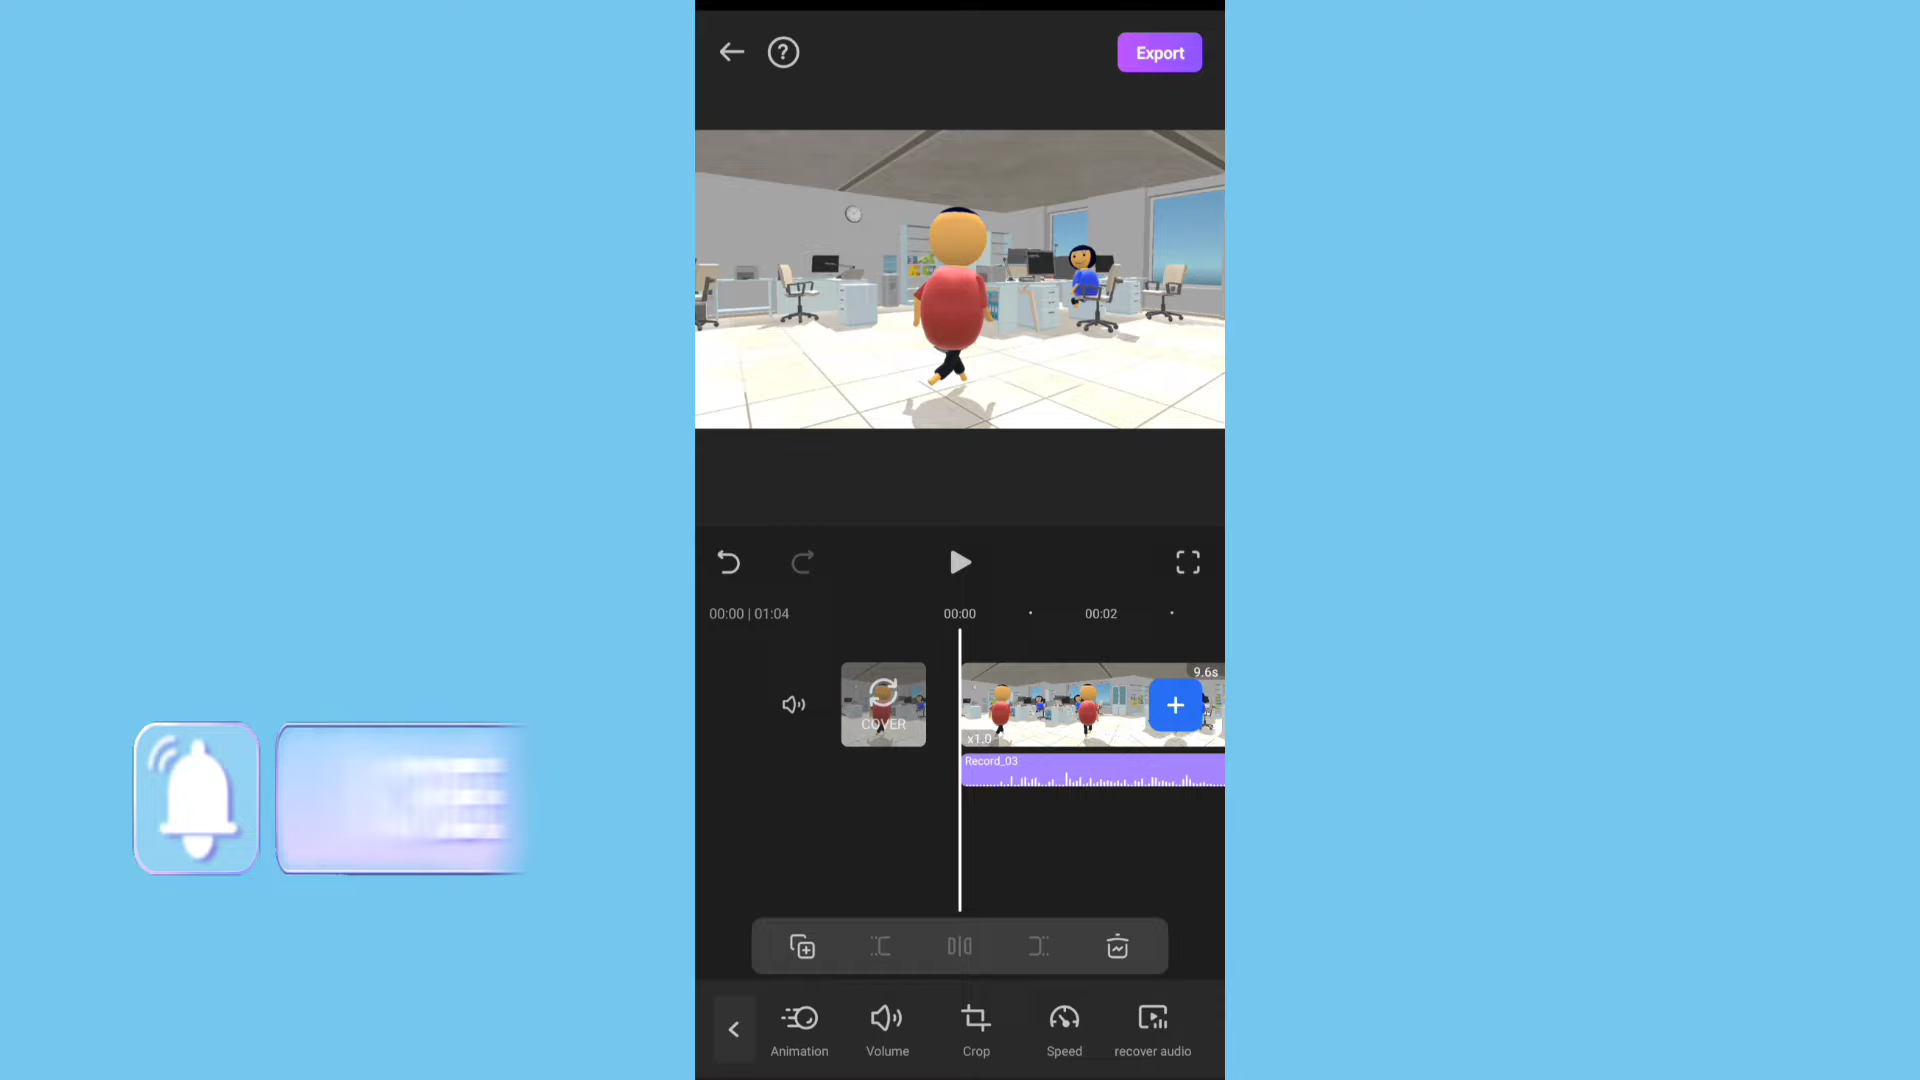 ?
Export
00:00 | 01:04
00:00
00:02
9.6s
COVER
x1.0
Record_03
Animation
Volume
Crop
Speed
recover audio